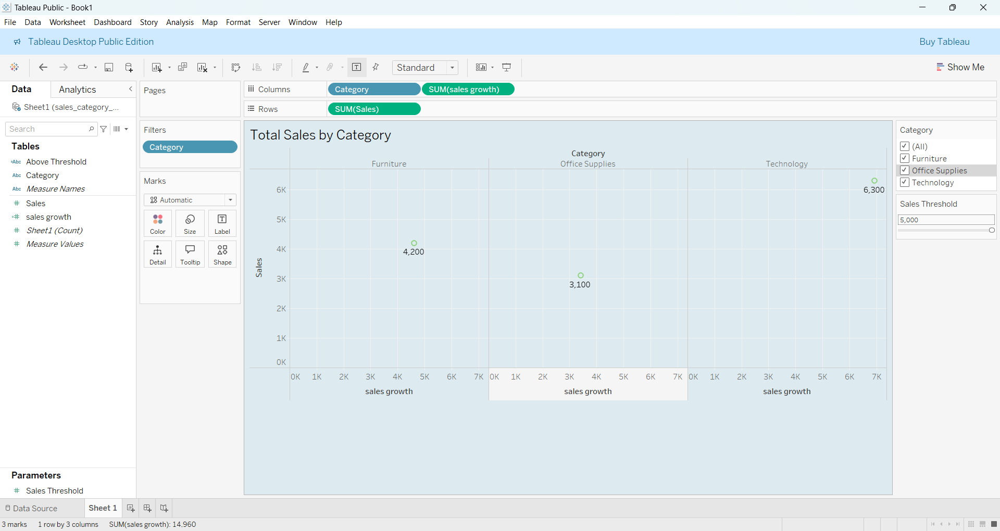 Tableau Public - Book1
File Data Worksheet Dashboard Story Analysis Map Format Server Window Help
Tableau Desktop Public Edition
Buy Tableau
Standard
Show Me
Data
Analytics
Sheet1 (sales_category_...
Search
Tables
=Abc Above Threshold
Abc Category
Abc Measure Names
Sales
sales growth
Sheet1 (Count)
Measure Values
Parameters
Sales Threshold
Pages
Filters
Category
Marks
Automatic
Color Size Label
Detail Tooltip Shape
Columns Category SUM(sales growth)
Rows SUM(Sales)
Total Sales by Category
Category
Furniture Office Supplies Technology
Sales
6K
5K
4K
3K
2K
1K
0K
6,300
4,200
3,100
0K 1K 2K 3K 4K 5K 6K 7K 0K 1K 2K 3K 4K 5K 6K 7K 0K 1K 2K 3K 4K 5K 6K 7K
sales growth sales growth sales growth
Category
(All)
Furniture
Office Supplies
Technology
Sales Threshold
5,000
Data Source Sheet 1
3 marks 1 row by 3 columns SUM(sales growth): 14,960